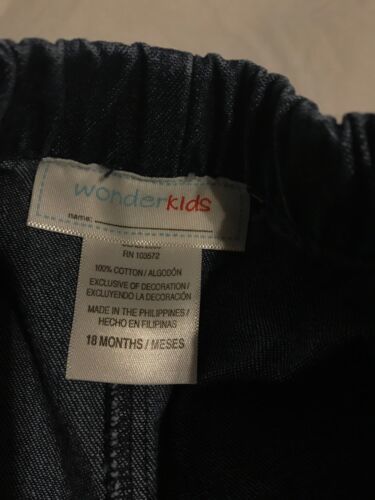 wonderkids
name:
RN 103572
100% COTTON / ALGODÓN
EXCLUSIVE OF DECORATION /
EXCLUYENDO LA DECORACIÓN
MADE IN THE PHILIPPINES /
HECHO EN FILIPINAS
18 MONTHS / MESES